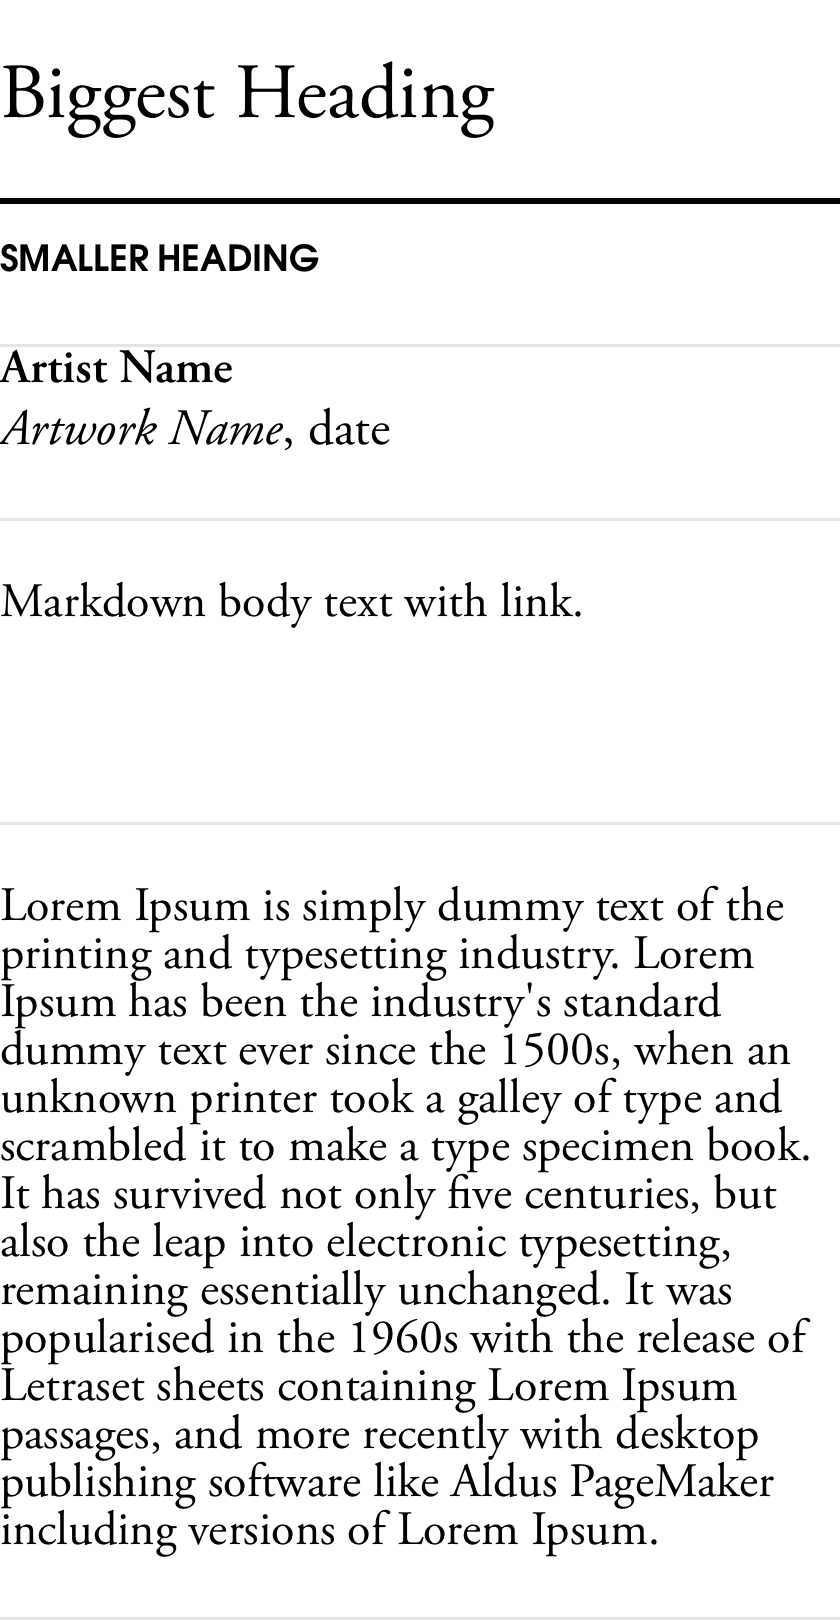 Biggest Heading
SMALLER HEADING
Artist Name
Artwork Name, date
Markdown body text with link.
Lorem Ipsum is simply dummy text of the
printing and typesetting industry. Lorem
Ipsum has been the industry's standard
dummy text ever since the 1500s, when an
unknown printer took a galley of type and
scrambled it to make a type specimen book.
It has survived not only five centuries, but
also the leap into electronic typesetting,
remaining essentially unchanged. It was
popularised in the 1960s with the release of
Letraset sheets containing Lorem Ipsum
passages, and more recently with desktop
publishing software like Aldus PageMaker
including versions of Lorem Ipsum.